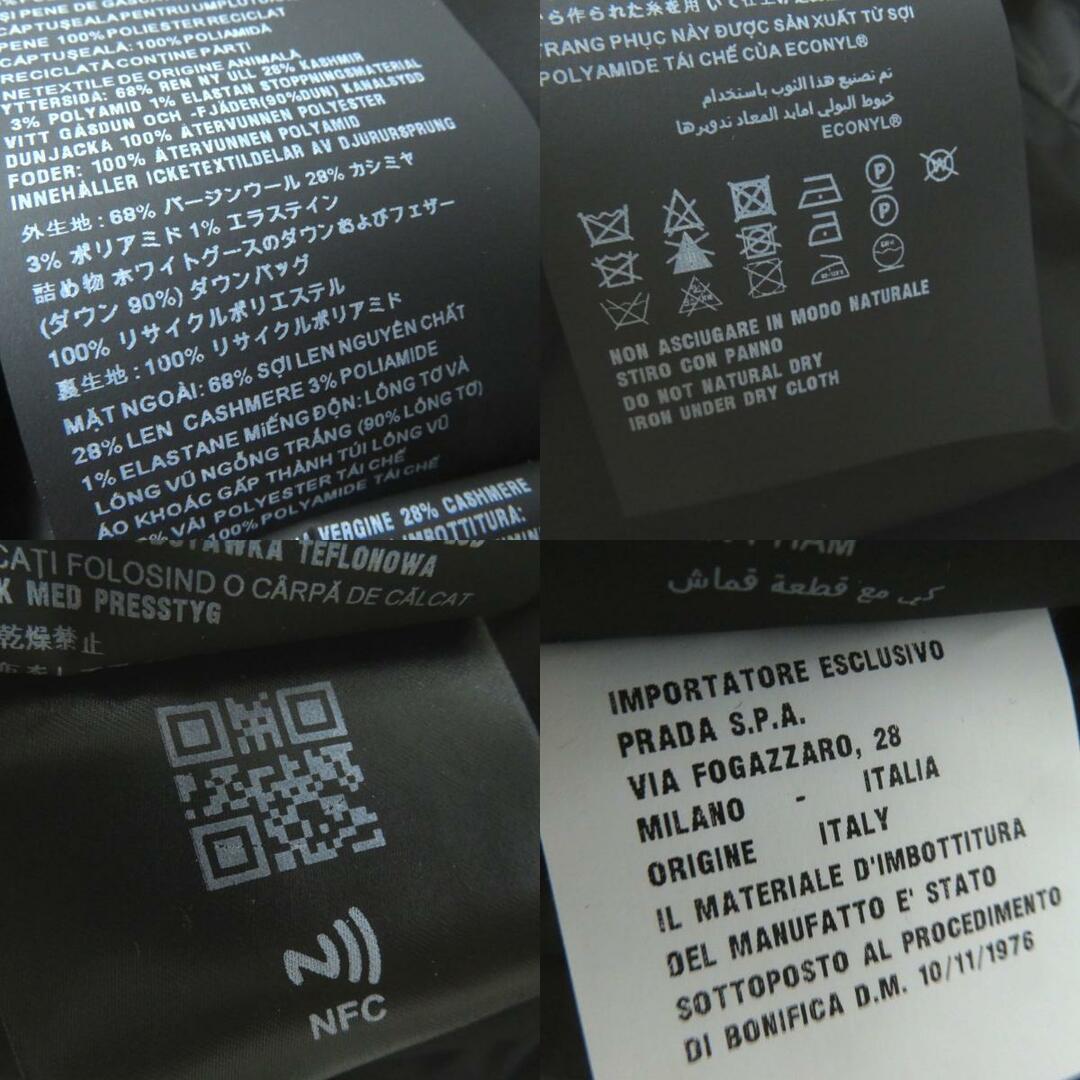 PENE 100% POLIESTER RECICLAT
CĂPTUȘEALĂ: 100% POLIAMIDĂ
RECICLATĂ CONȚINE PĂRȚI
NETEXTILE DE ORIGINE ANIMALĂ
YTTERSIDA: 68% REN NY ULL 28% KASHMIR
3% POLYAMID 1% ELASTAN STOPPNINGSMATERIAL
VITT GÅSDUN OCH -FJÄDER(90%DUN) KANALSYDD
DUNJACKA 100% ÅTERVUNNEN POLYESTER
FODER: 100% ÅTERVUNNEN POLYAMID
INNEHÅLLER ICKETEXTILDELAR AV DJURURSPRUNG
外生地 : 68% バージンウール 28% カシミヤ
3% ポリアミド 1% エラステイン
詰め物 ホワイトグースのダウンおよびフェザー
(ダウン 90%) ダウンバッグ
100% リサイクルポリエステル
裏生地 : 100% リサイクルポリアミド
MẶT NGOÀI: 68% SỢI LEN NGUYÊN CHẤT
28% LEN CASHMERE 3% POLIAMIDE
1% ELASTANE MIẾNG ĐỘN: LÔNG TƠ VÀ
LÔNG VŨ NGỖNG TRẮNG (90% LÔNG TƠ)
ÁO KHOÁC GẤP THÀNH TÚI LÔNG VŨ
VẢI POLYESTER TÁI CHẾ
100% POLYAMIDE TÁI CHẾ
VERGINE 28% CASHMERE
IMBOTTITURA:
から作られた糸を用いて
TRANG PHỤC NÀY ĐƯỢC SẢN XUẤT TỪ SỢI
POLYAMIDE TÁI CHẾ CỦA ECONYL®
تم تصنيع هذا الثوب باستخدام
خيوط البولي امايد المعاد تدويرها
ECONYL®
P
W
P
NON ASCIUGARE IN MODO NATURALE
STIRO CON PANNO
DO NOT NATURAL DRY
IRON UNDER DRY CLOTH
TEFLONOWA
CAȚI FOLOSIND O CÂRPĂ DE CĂLCAT
K MED PRESSTYG
乾燥禁止
NFC
كي مع قطعة قماش
IMPORTATORE ESCLUSIVO
PRADA S.P.A.
VIA FOGAZZARO, 28
MILANO - ITALIA
ORIGINE ITALY
IL MATERIALE D'IMBOTTITURA
DEL MANUFATTO E' STATO
SOTTOPOSTO AL PROCEDIMENTO
DI BONIFICA D.M. 10/11/1976